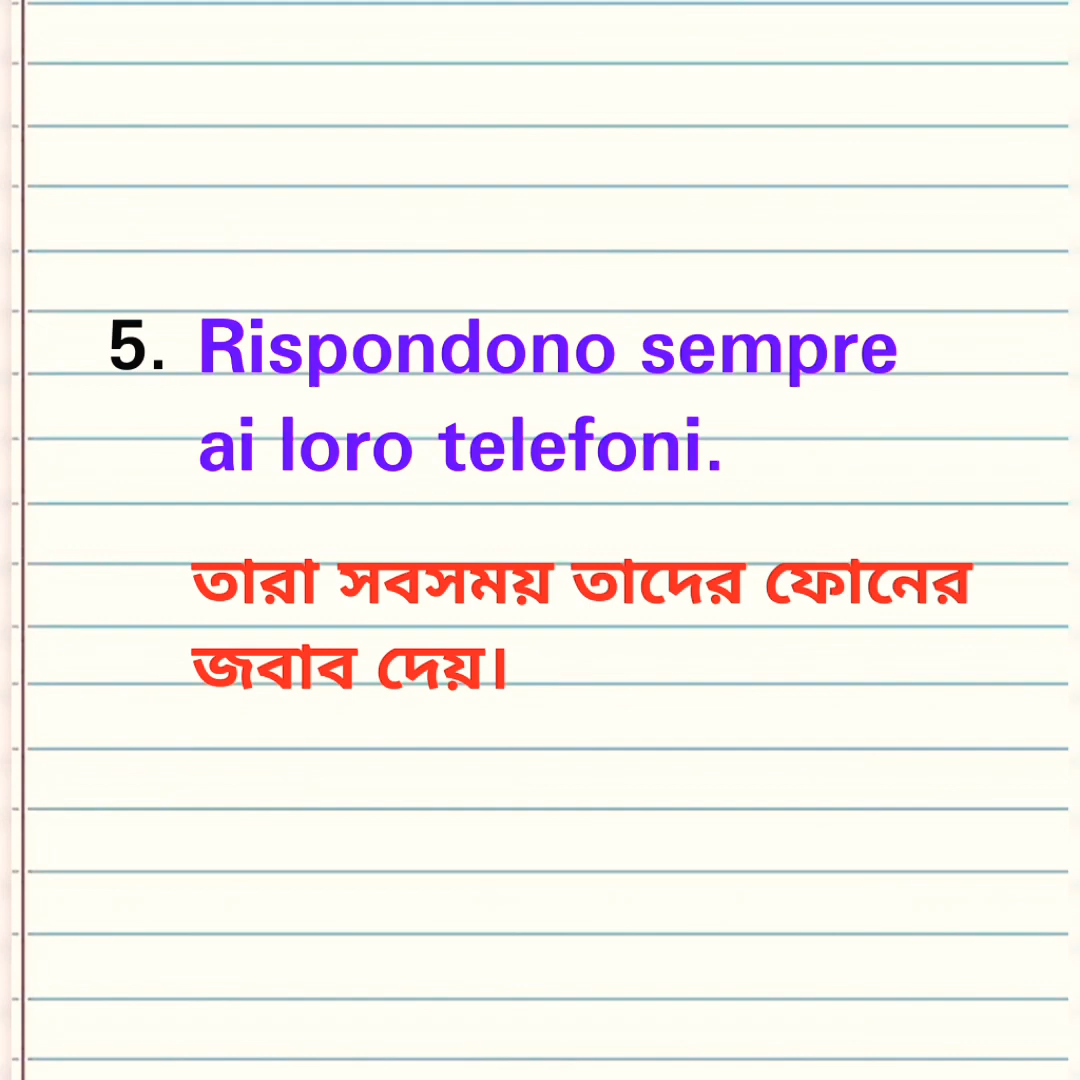 5. Rispondono sempre
ai loro telefoni.
তারা সবসময় তাদের ফোনের
জবাব দেয়।